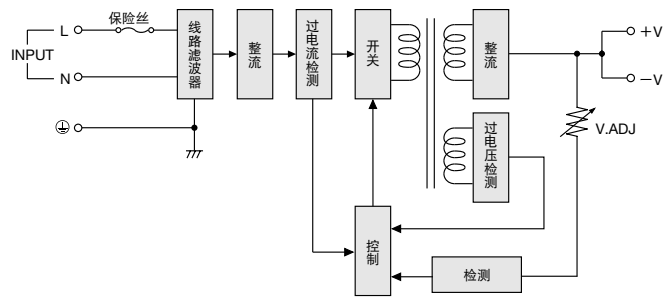 保险丝
L
INPUT
N
线路滤波器
整流
过电流检测
开关
整流
+V
-V
V.ADJ
过电压检测
控制
检测